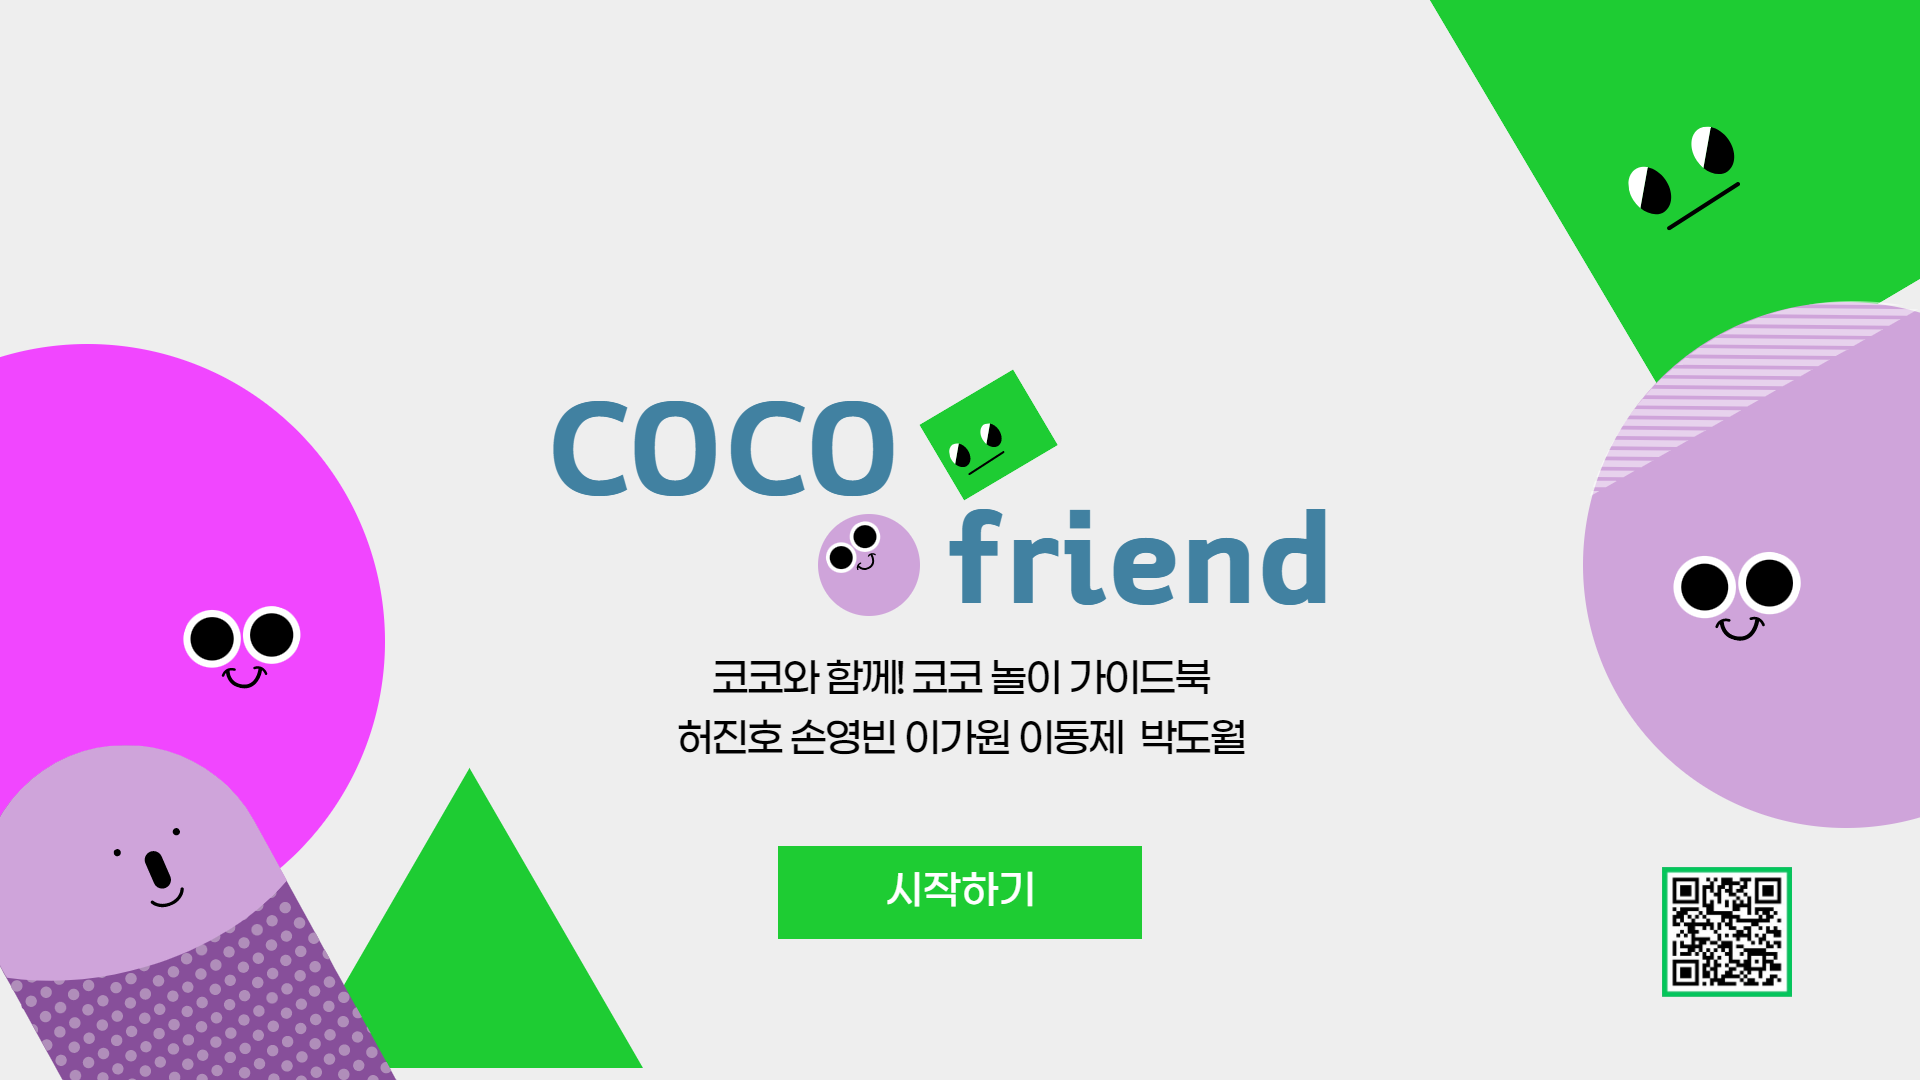 COCO
friend
코코와 함께! 코코 놀이 가이드북
허진호 손영빈 이가원 이동제 박도월
시작하기